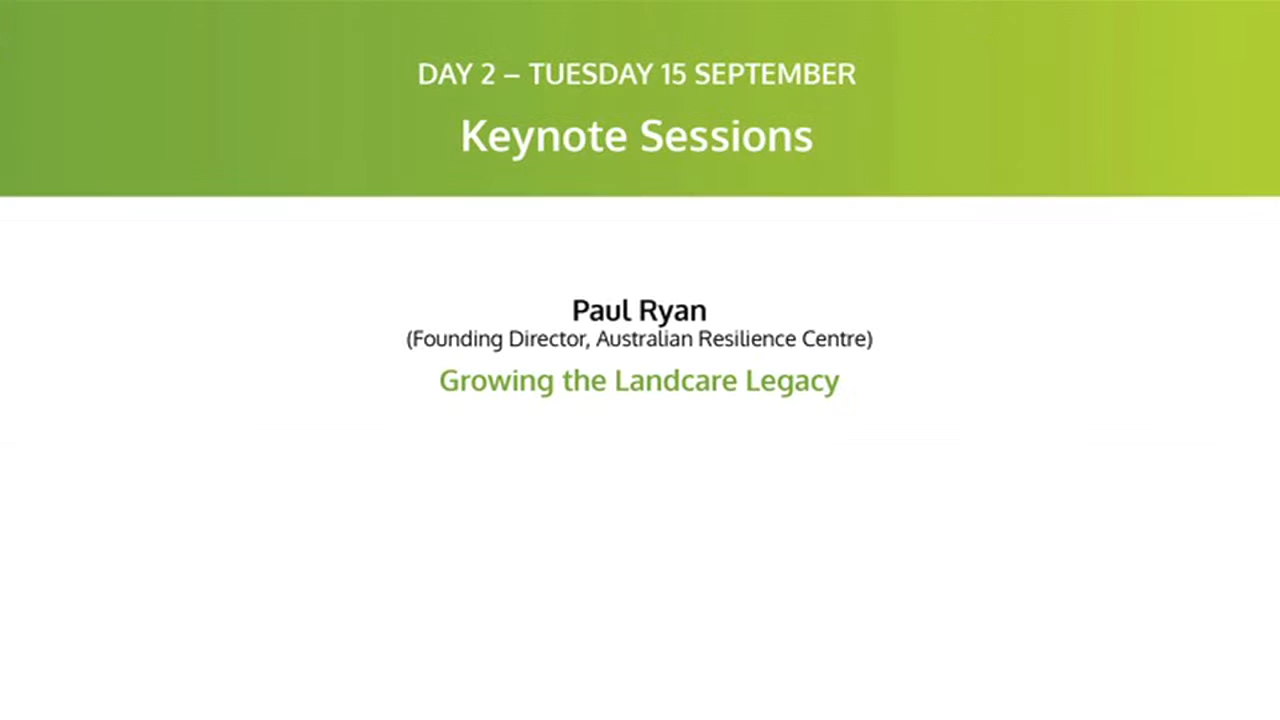 DAY 2 – TUESDAY 15 SEPTEMBER
Keynote Sessions
Paul Ryan
(Founding Director, Australian Resilience Centre)
Growing the Landcare Legacy